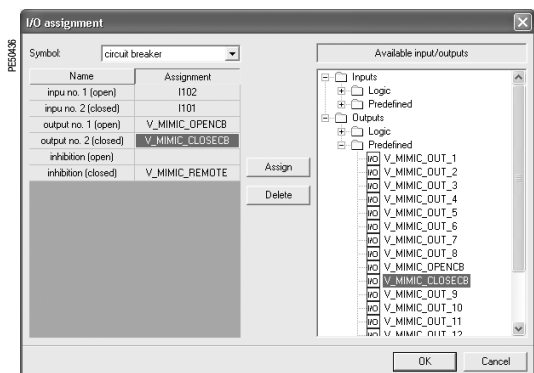 I/O assignment
PE50436
Symbol: circuit breaker
Available input/outputs
Name Assignment
inpu no. 1 (open) I102
inpu no. 2 (closed) I101
output no. 1 (open) V_MIMIC_OPENCB
output no. 2 (closed) V_MIMIC_CLOSECB
inhibition (open)
inhibition (closed) V_MIMIC_REMOTE
Assign
Delete
Inputs
Logic
Predefined
Outputs
Logic
Predefined
I/O V_MIMIC_OUT_1
I/O V_MIMIC_OUT_2
I/O V_MIMIC_OUT_3
I/O V_MIMIC_OUT_4
I/O V_MIMIC_OUT_5
I/O V_MIMIC_OUT_6
I/O V_MIMIC_OUT_7
I/O V_MIMIC_OUT_8
I/O V_MIMIC_OPENCB
I/O V_MIMIC_CLOSECB
I/O V_MIMIC_OUT_9
I/O V_MIMIC_OUT_10
I/O V_MIMIC_OUT_11
I/O V_MIMIC_OUT_12
OK Cancel